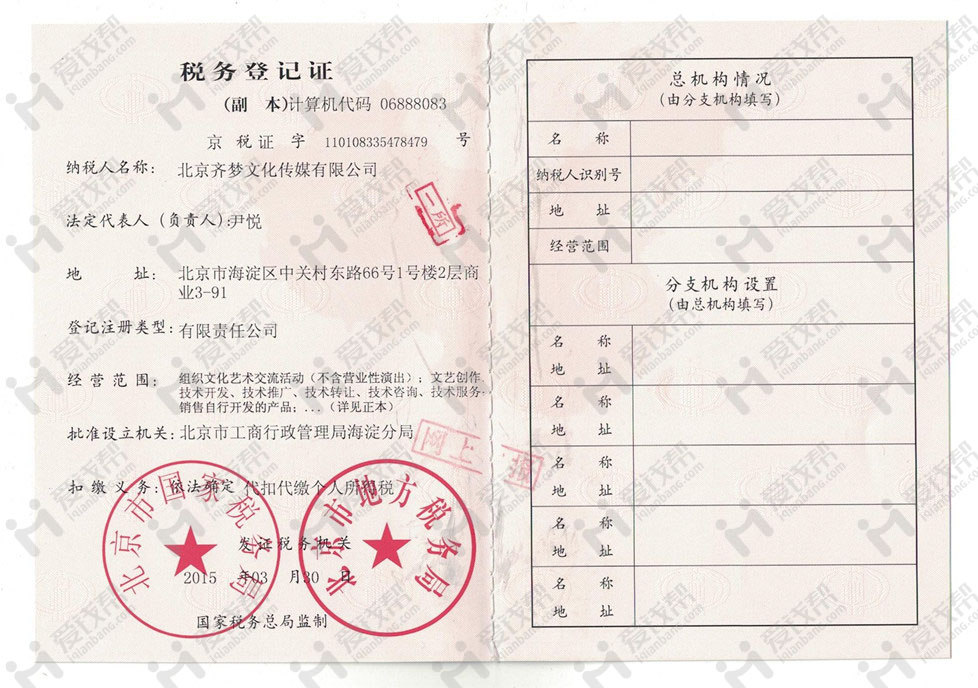 税务登记证
(副 本)计算机代码 06888083
京 税 证 字 110108335478479 号
纳税人名称: 北京齐梦文化传媒有限公司
法定代表人(负责人):尹悦
地 址: 北京市海淀区中关村东路66号1号楼2层商
业3-91
登记注册类型: 有限责任公司
经 营 范 围: 组织文化艺术交流活动(不含营业性演出);文艺创作、
技术开发、技术推广、技术转让、技术咨询、技术服务、
销售自行开发的产品;...(详见正本)
批准设立机关: 北京市工商行政管理局海淀分局
扣 缴 义 务: 依法确定 代扣代缴个人所得税
发证税务机关
2015 年03 月30 日
国家税务总局监制
北京市国家税务局
北京市地方税务局
二所
网上
总机构情况
(由分支机构填写)
名 称
纳税人识别号
地 址
经营范围
分支机构设置
(由总机构填写)
名 称
地 址
名 称
地 址
名 称
地 址
名 称
地 址
名 称
地 址
爱钱帮
iqianbang.com